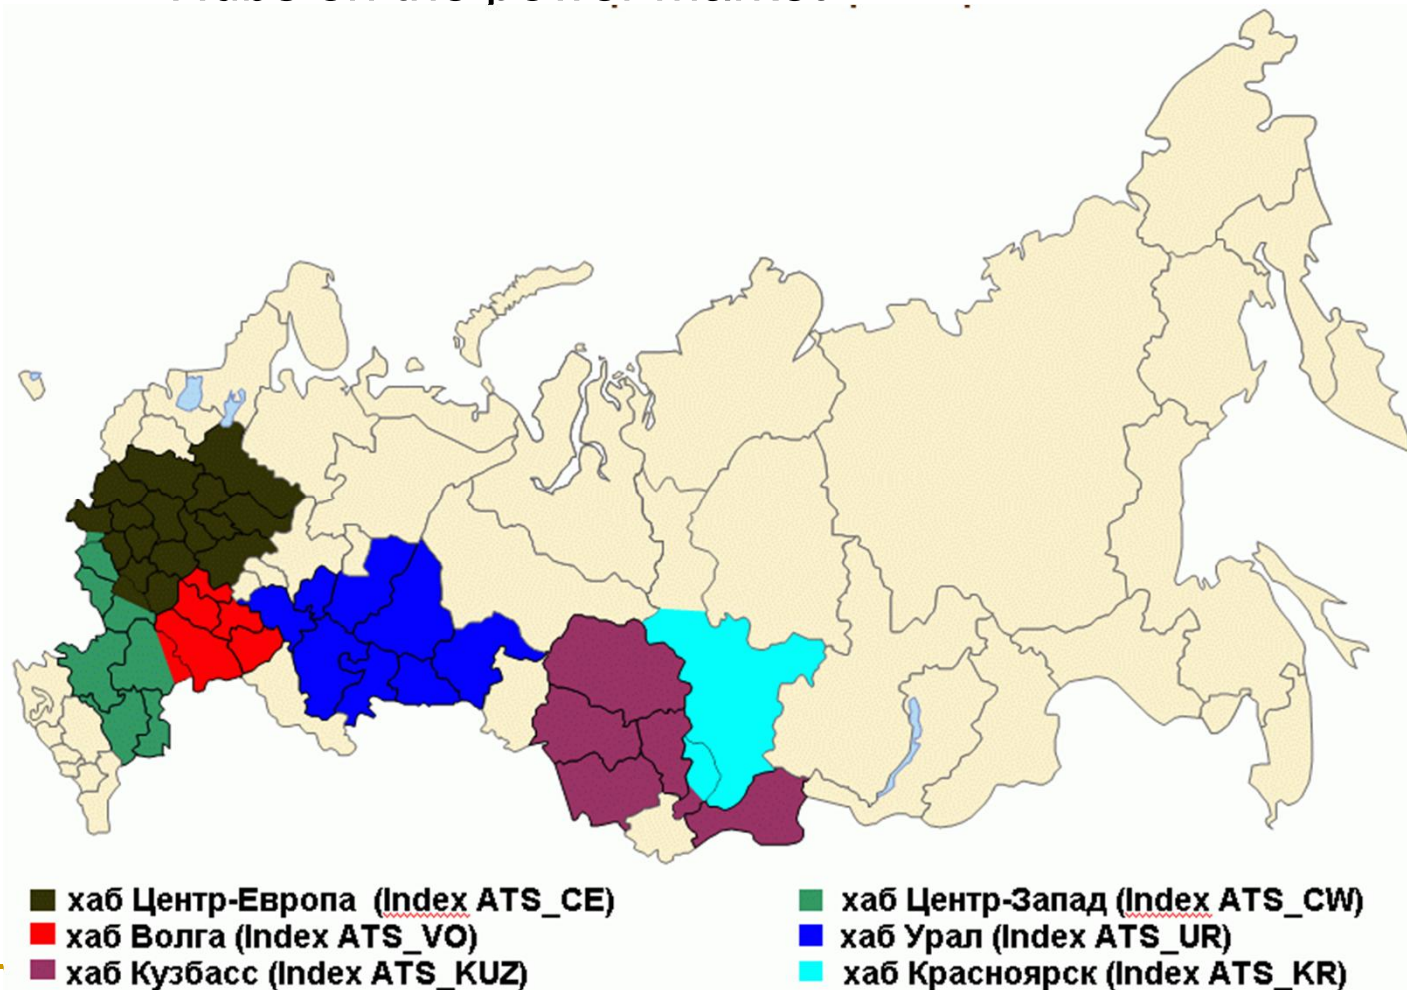 хаб Центр-Европа (Index ATS_CE)
хаб Волга (Index ATS_VO)
хаб Кузбасс (Index ATS_KUZ)
хаб Центр-Запад (Index ATS_CW)
хаб Урал (Index ATS_UR)
хаб Красноярск (Index ATS_KR)